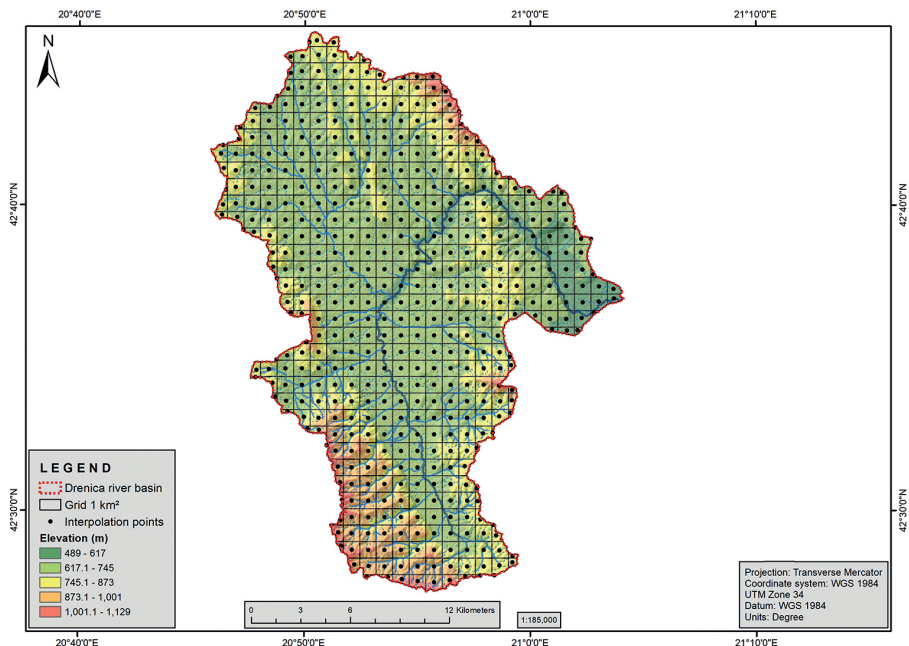 20°40'0"E 20°50'0"E 21°0'0"E 21°10'0"E
N
42°40'0"N 42°40'0"N
42°30'0"N 42°30'0"N
LEGEND
Drenica river basin
Grid 1 km²
Interpolation points
Elevation (m)
489 - 617
617.1 - 745
745.1 - 873
873.1 - 1,001
1,001.1 - 1,129
0 3 6 12 Kilometers
1:185,000
Projection: Transverse Mercator
Coordinate system: WGS 1984
UTM Zone 34
Datum: WGS 1984
Units: Degree
20°40'0"E 20°50'0"E 21°0'0"E 21°10'0"E